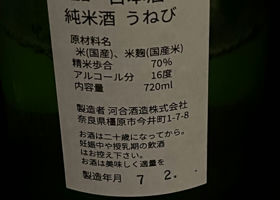 日本酒
純米酒 うねび
原材料名
米(国産)、米麹(国産米)
精米歩合 70%
アルコール分 16度
内容量 720ml
製造者 河合酒造株式会社
奈良県橿原市今井町1-7-8
お酒は二十歳になってから。
妊娠中や授乳期の飲酒
はお控え下さい。
お酒は美味しく適量を
製造年月 7 2.